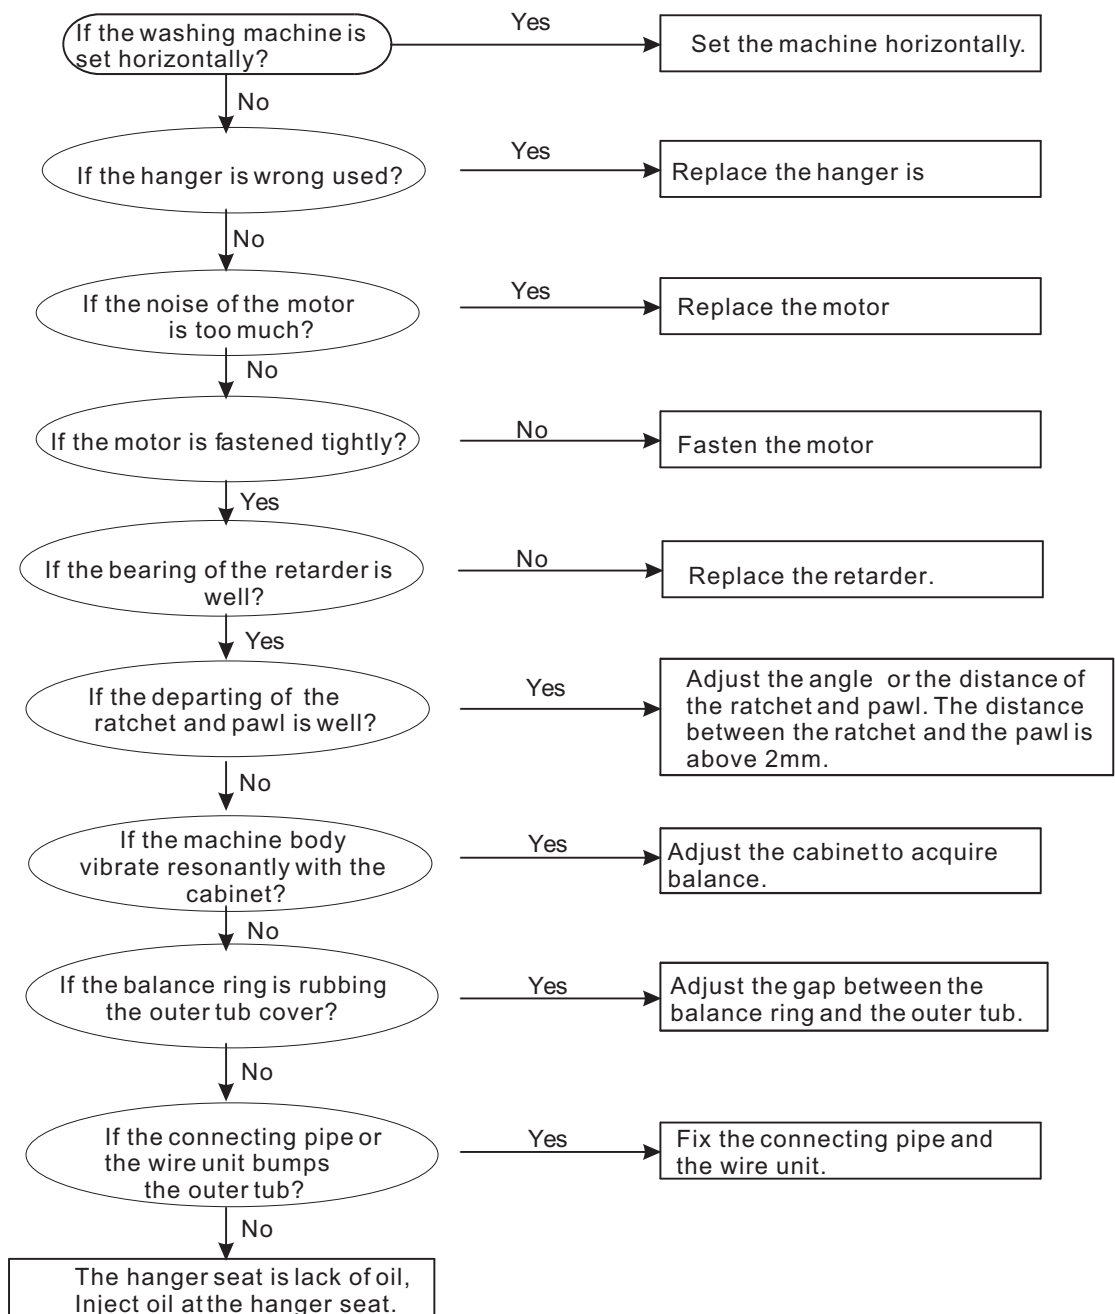 If the washing machine is
set horizontally?
Yes
Set the machine horizontally.
No
If the hanger is wrong used?
Yes
Replace the hanger is
No
If the noise of the motor
is too much?
Yes
Replace the motor
No
If the motor is fastened tightly?
No
Fasten the motor
Yes
If the bearing of the retarder is
well?
No
Replace the retarder.
Yes
If the departing of the
ratchet and pawl is well?
Yes
Adjust the angle or the distance of
the ratchet and pawl. The distance
between the ratchet and the pawl is
above 2mm.
No
If the machine body
vibrate resonantly with the
cabinet?
Yes
Adjust the cabinet to acquire
balance.
No
If the balance ring is rubbing
the outer tub cover?
Yes
Adjust the gap between the
balance ring and the outer tub.
No
If the connecting pipe or
the wire unit bumps
the outer tub?
Yes
Fix the connecting pipe and
the wire unit.
No
The hanger seat is lack of oil,
Inject oil at the hanger seat.